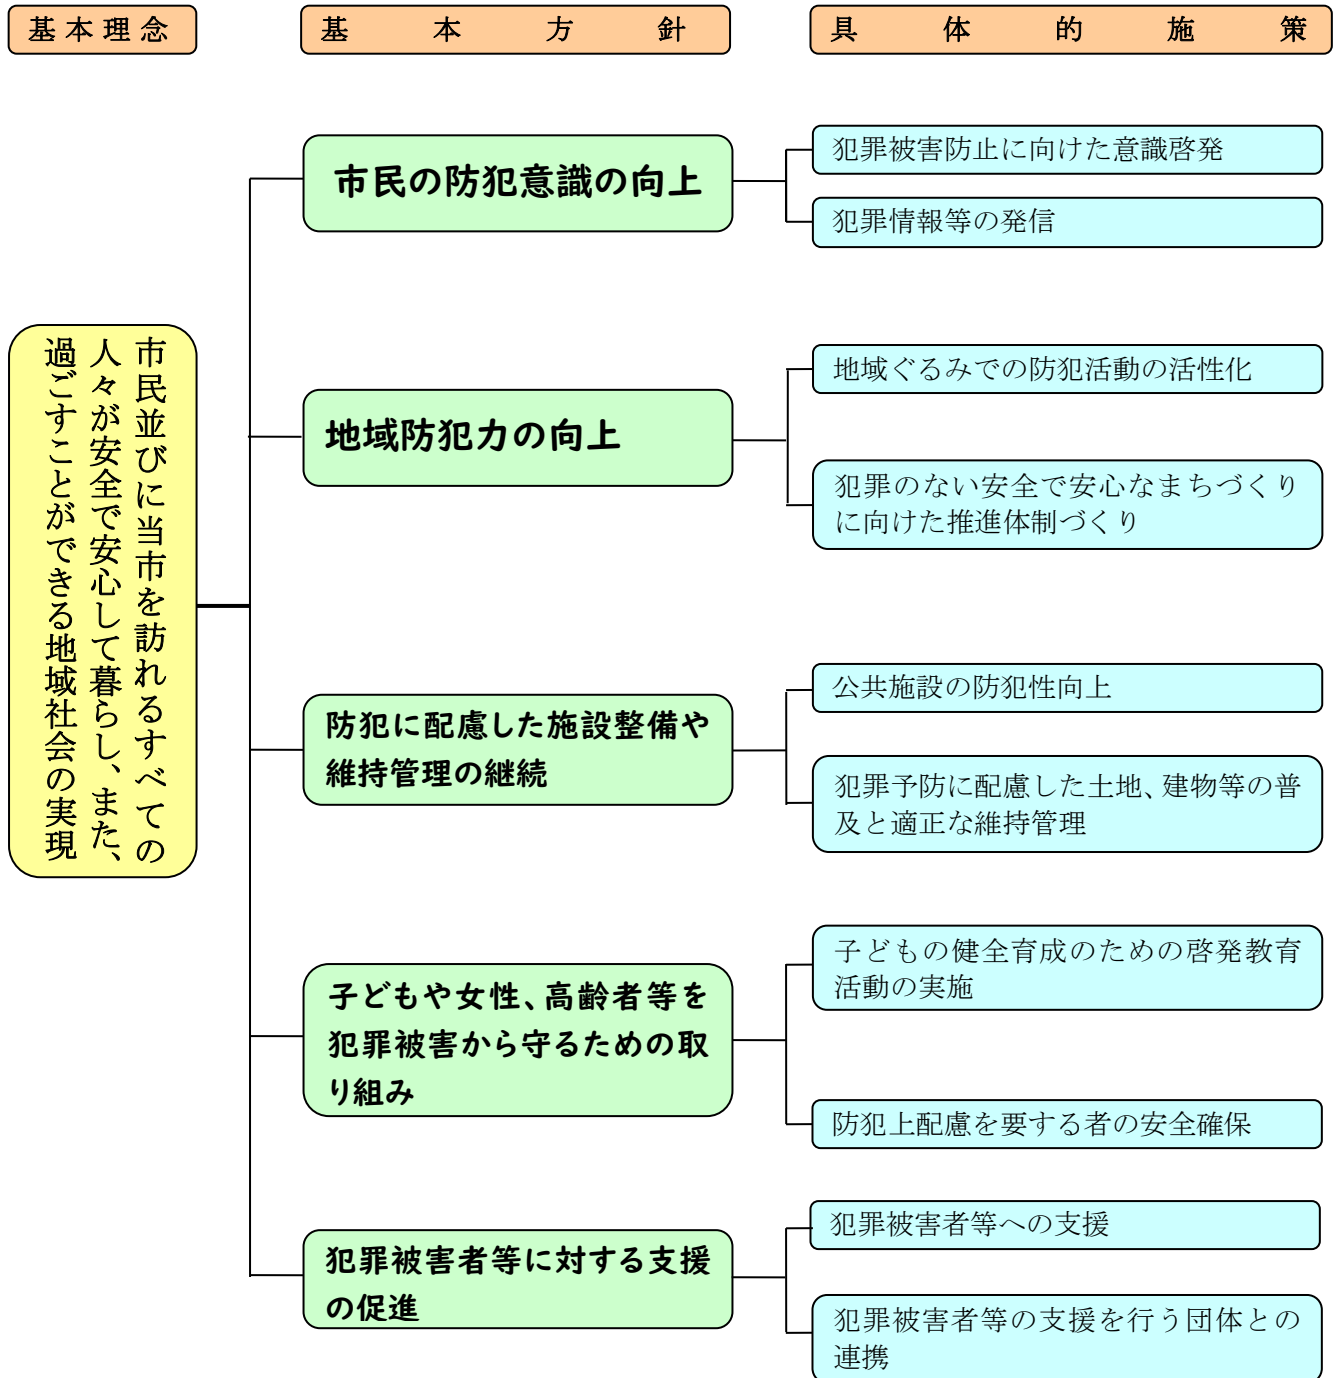 基本理念
基本方針
具体的施策
市民並びに当市を訪れるすべての
人々が安全で安心して暮らし、また、
過ごすことができる地域社会の実現
市民の防犯意識の向上
犯罪被害防止に向けた意識啓発
犯罪情報等の発信
地域防犯力の向上
地域ぐるみでの防犯活動の活性化
犯罪のない安全で安心なまちづくり
に向けた推進体制づくり
防犯に配慮した施設整備や
維持管理の継続
公共施設の防犯性向上
犯罪予防に配慮した土地、建物等の普
及と適正な維持管理
子どもや女性、高齢者等を
犯罪被害から守るための取
り組み
子どもの健全育成のための啓発教育
活動の実施
防犯上配慮を要する者の安全確保
犯罪被害者等に対する支援
の促進
犯罪被害者等への支援
犯罪被害者等の支援を行う団体との
連携